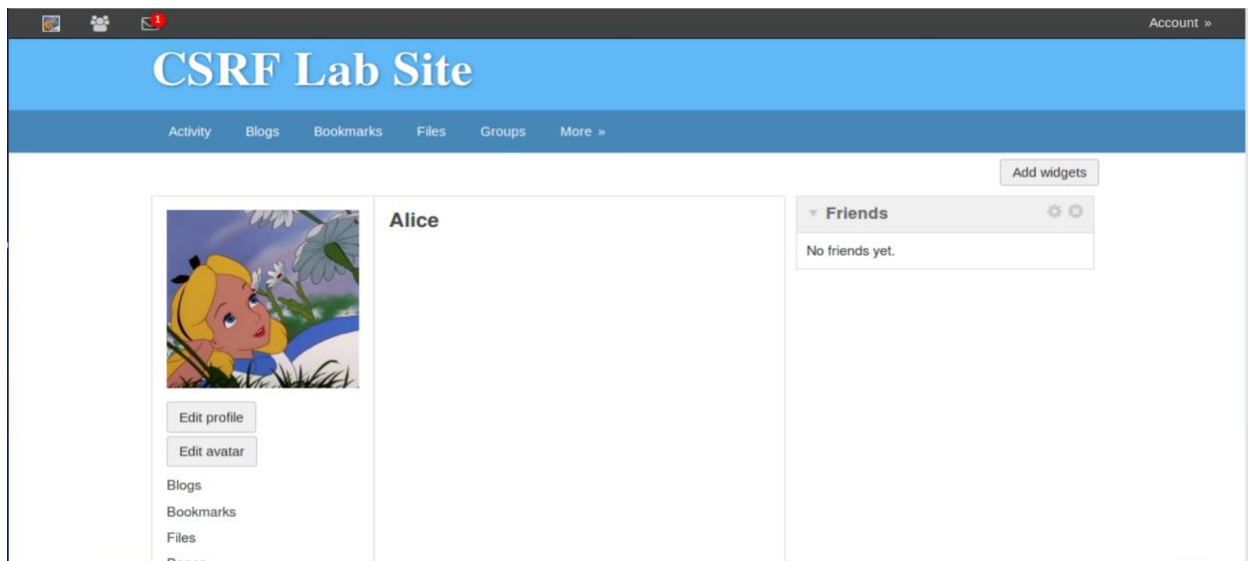 1
Account »
CSRF Lab Site
Activity Blogs Bookmarks Files Groups More »
Add widgets
Alice
Friends
No friends yet.
Edit profile
Edit avatar
Blogs
Bookmarks
Files